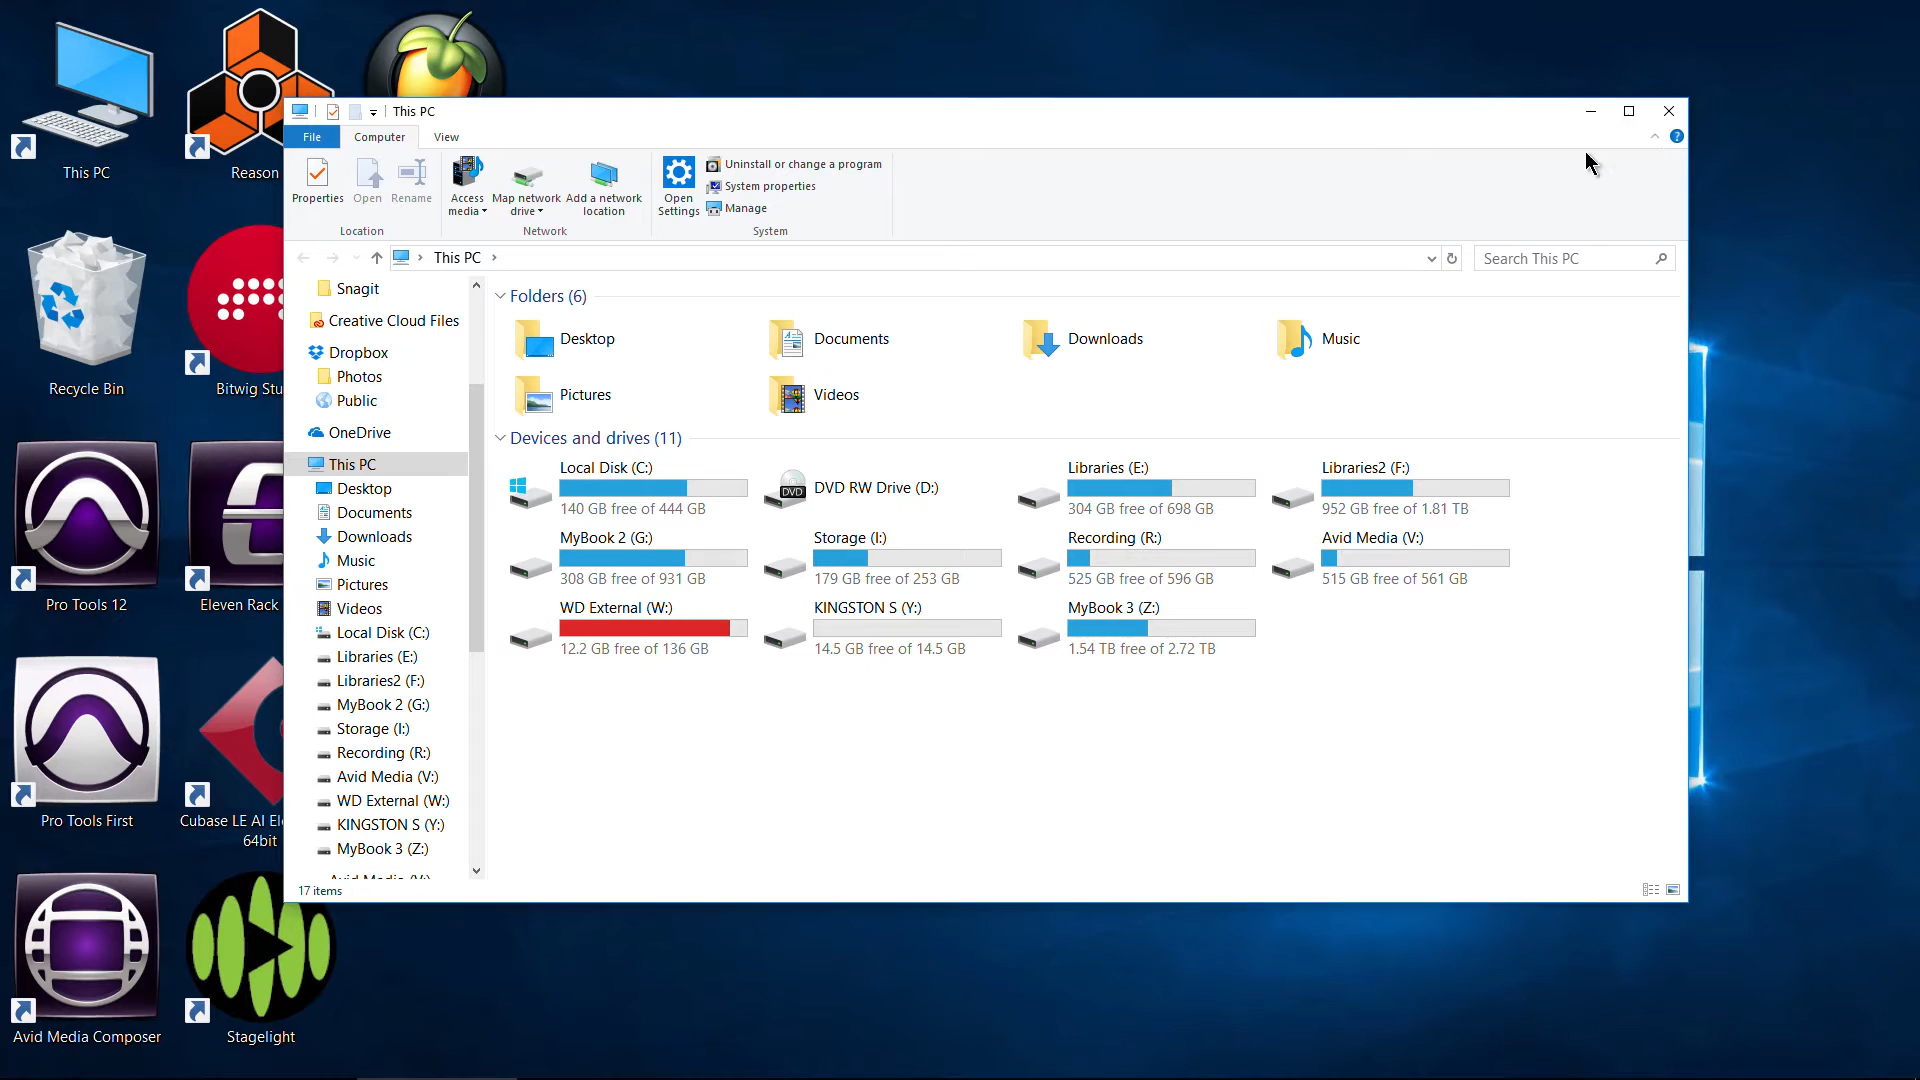 This PC
Reason
Recycle Bin
Bitwig Stu
Pro Tools 12
Eleven Rack
Pro Tools First
Cubase LE AI El
64bit
Avid Media Composer
Stagelight
This PC
File
Computer
View
Properties
Open
Rename
Location
Access
media
Map network
drive
Add a network
location
Network
Open
Settings
Uninstall or change a program
System properties
Manage
System
This PC
Search This PC
Snagit
Creative Cloud Files
Dropbox
Photos
Public
OneDrive
This PC
Desktop
Documents
Downloads
Music
Pictures
Videos
Local Disk (C:)
Libraries (E:)
Libraries2 (F:)
MyBook 2 (G:)
Storage (I:)
Recording (R:)
Avid Media (V:)
WD External (W:)
KINGSTON S (Y:)
MyBook 3 (Z:)
Avid Media (V:)
Folders (6)
Desktop
Documents
Downloads
Music
Pictures
Videos
Devices and drives (11)
Local Disk (C:)
140 GB free of 444 GB
DVD
DVD RW Drive (D:)
Libraries (E:)
304 GB free of 698 GB
Libraries2 (F:)
952 GB free of 1.81 TB
MyBook 2 (G:)
308 GB free of 931 GB
Storage (I:)
179 GB free of 253 GB
Recording (R:)
525 GB free of 596 GB
Avid Media (V:)
515 GB free of 561 GB
WD External (W:)
12.2 GB free of 136 GB
KINGSTON S (Y:)
14.5 GB free of 14.5 GB
MyBook 3 (Z:)
1.54 TB free of 2.72 TB
17 items